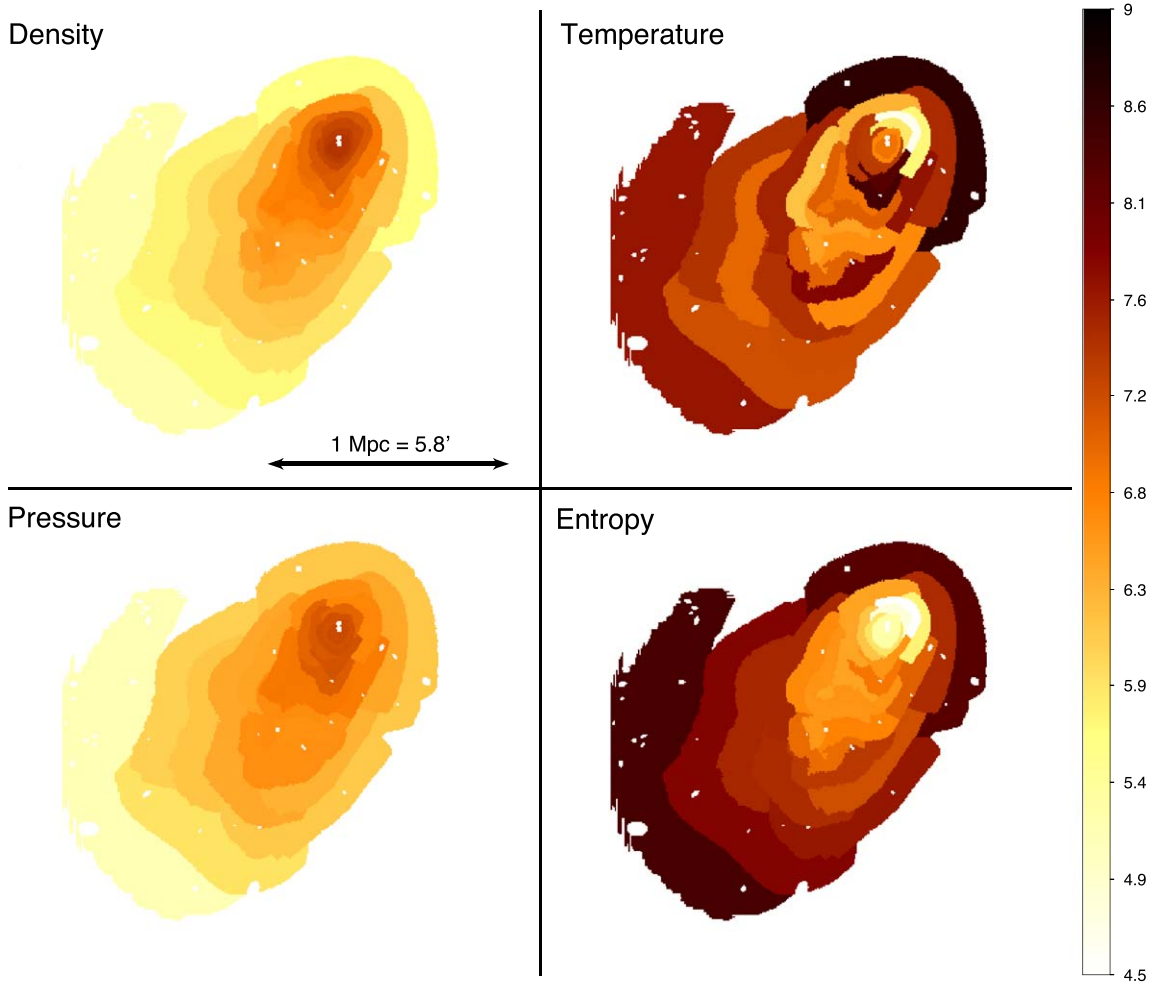 Density
Temperature
1 Mpc = 5.8’
Pressure
Entropy
9
8.6
8.1
7.6
7.2
6.8
6.3
5.9
5.4
4.9
4.5